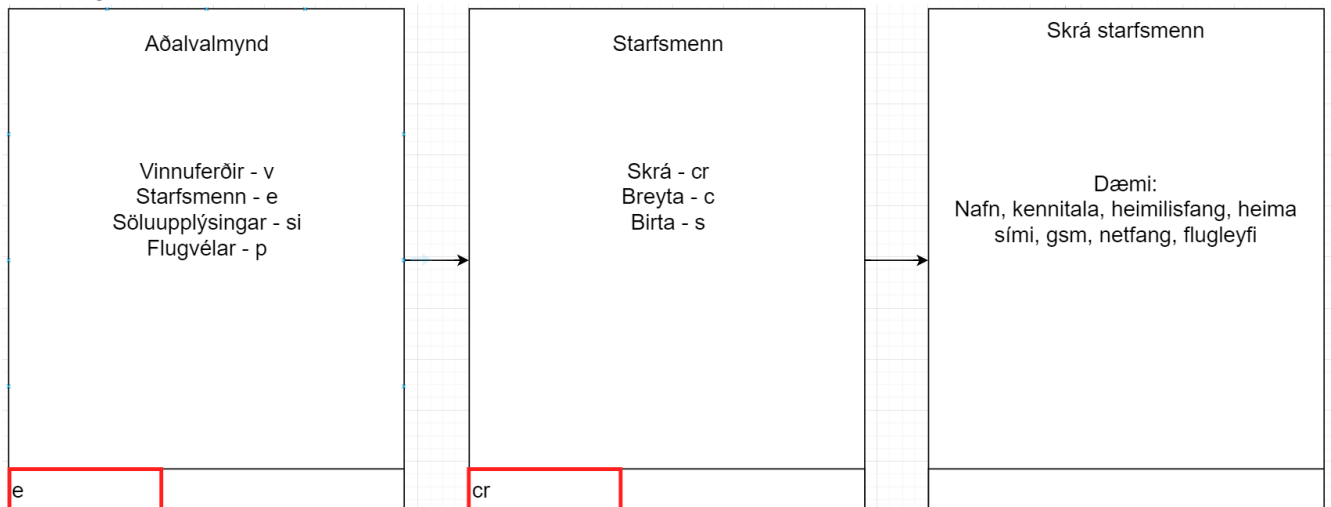 Aðalvalmynd
Vinnuferðir - v
Starfsmenn - e
Söluupplýsingar - si
Flugvélar - p
e
Starfsmenn
Skrá - cr
Breyta - c
Birta - s
cr
Skrá starfsmenn
Dæmi:
Nafn, kennitala, heimilisfang, heima
sími, gsm, netfang, flugleyfi